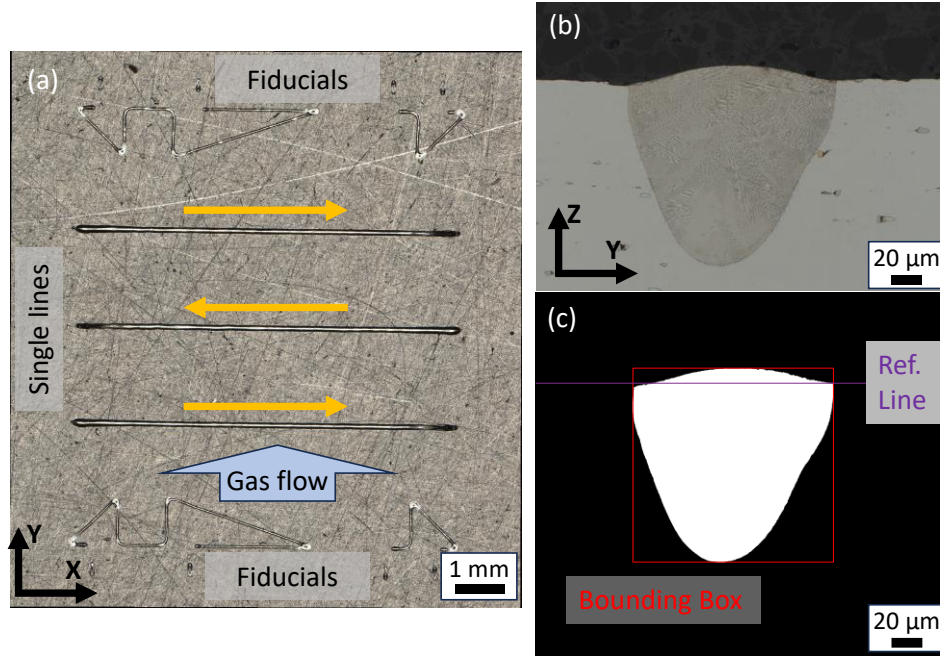 (a)
Fiducials
Single lines
Gas flow
Y
X
Fiducials
1 mm
(b)
Z
Y
20 µm
(c)
Ref.
Line
Bounding Box
20 µm